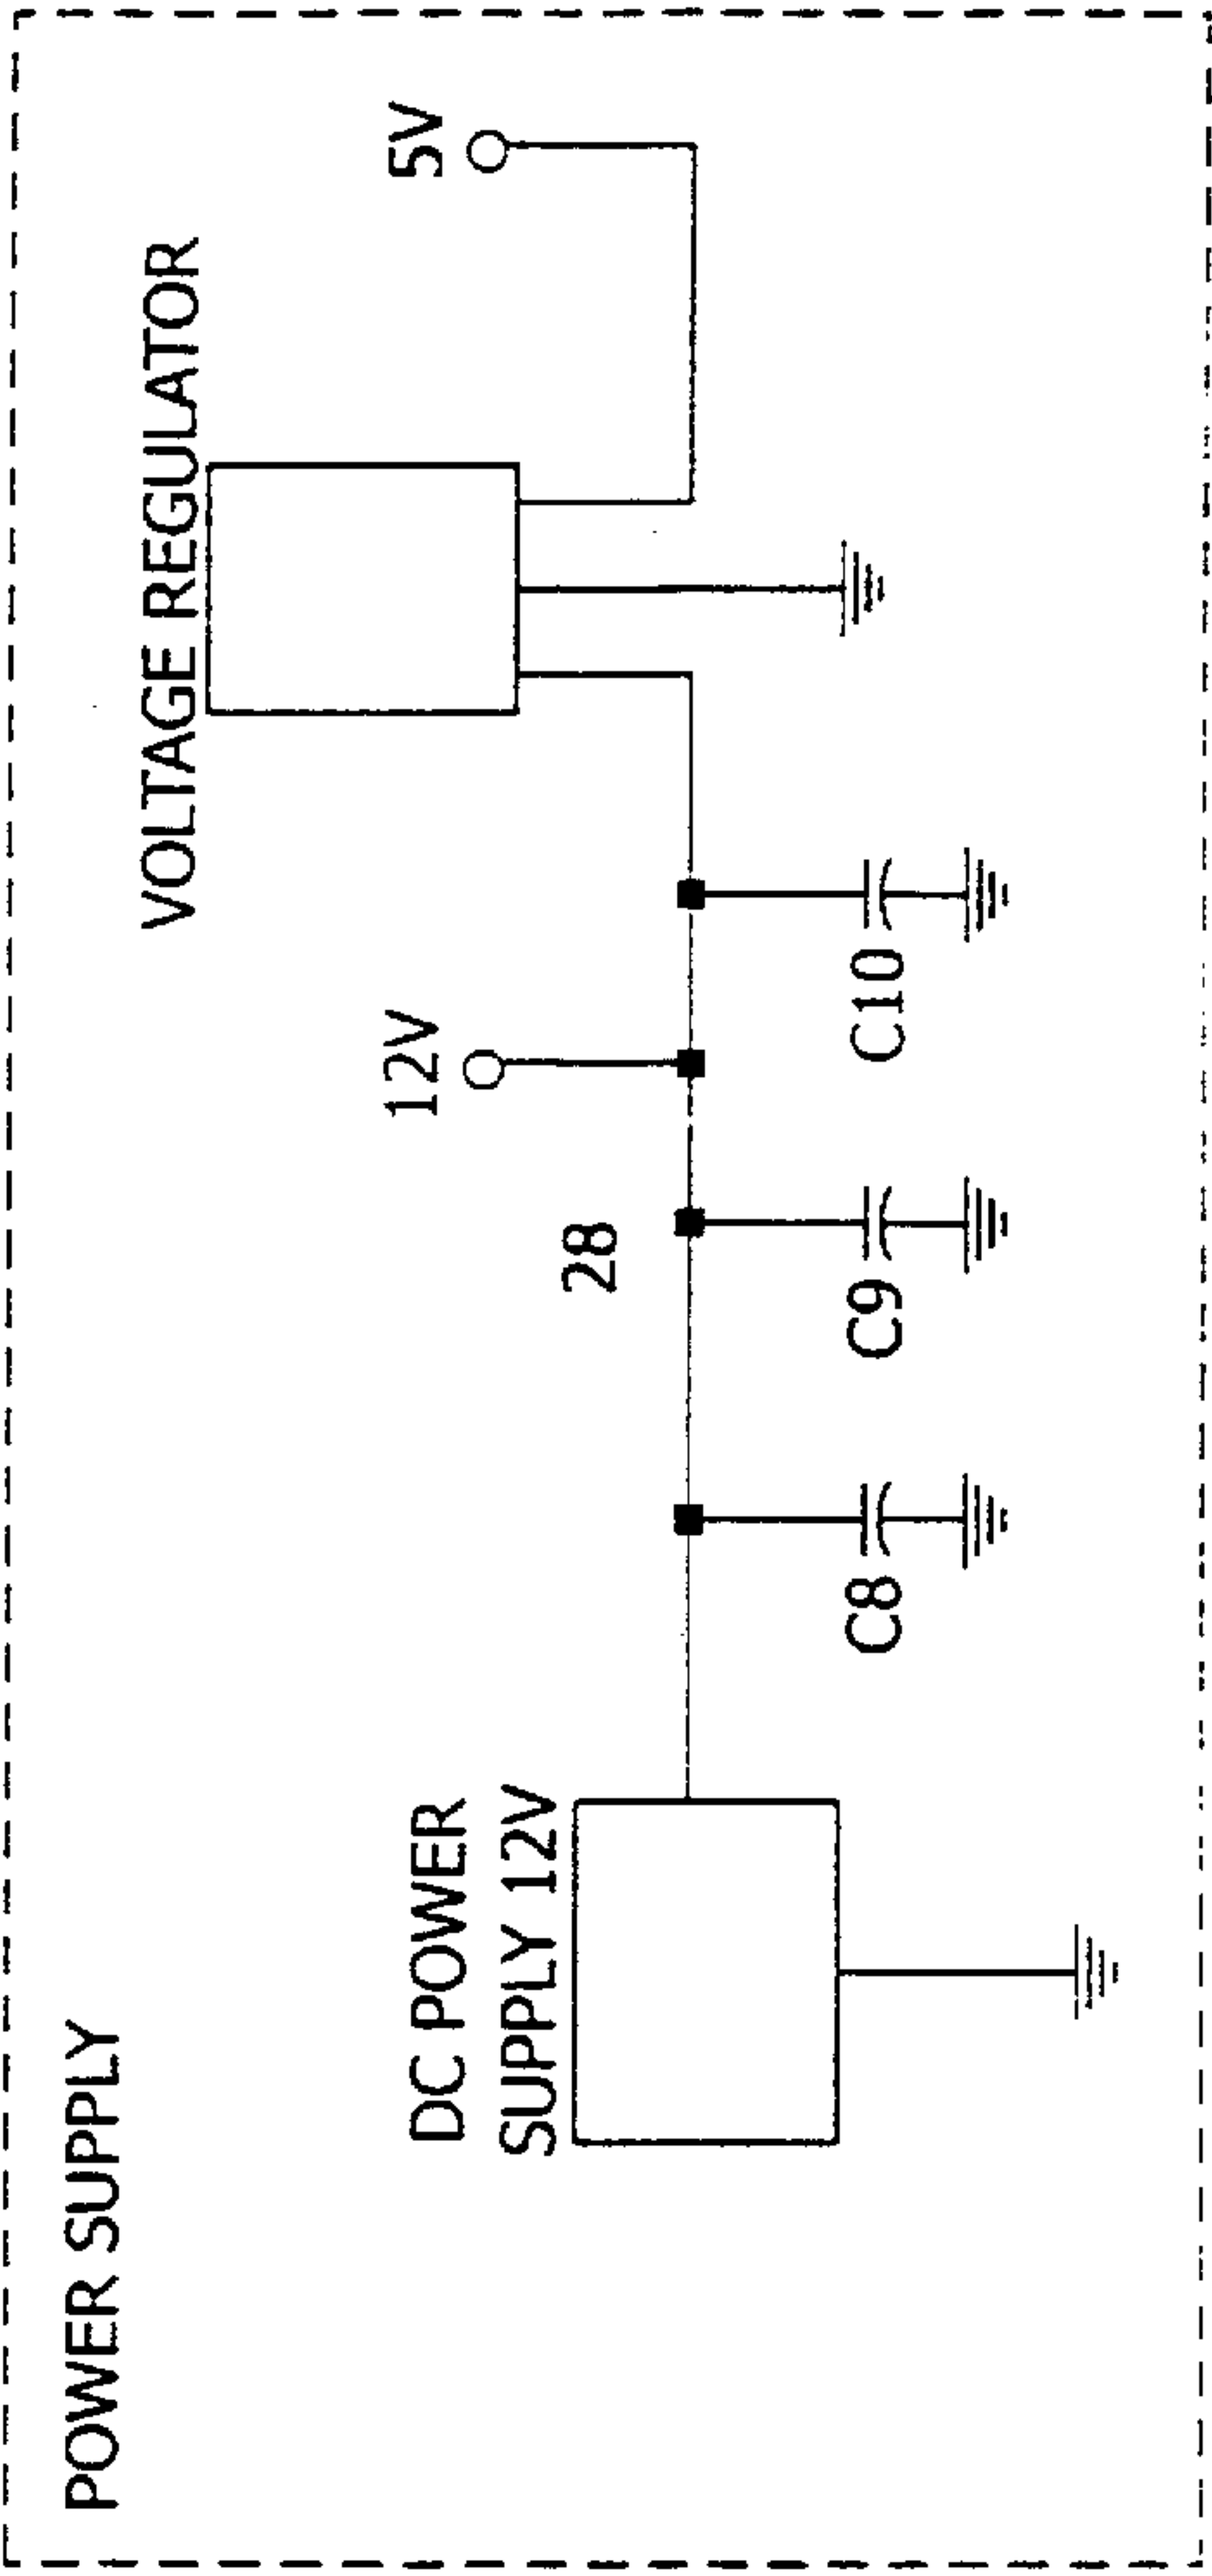 POWER SUPPLY
VOLTAGE REGULATOR
DC POWER
SUPPLY 12V
12V
5V
28
C8
C9
C10